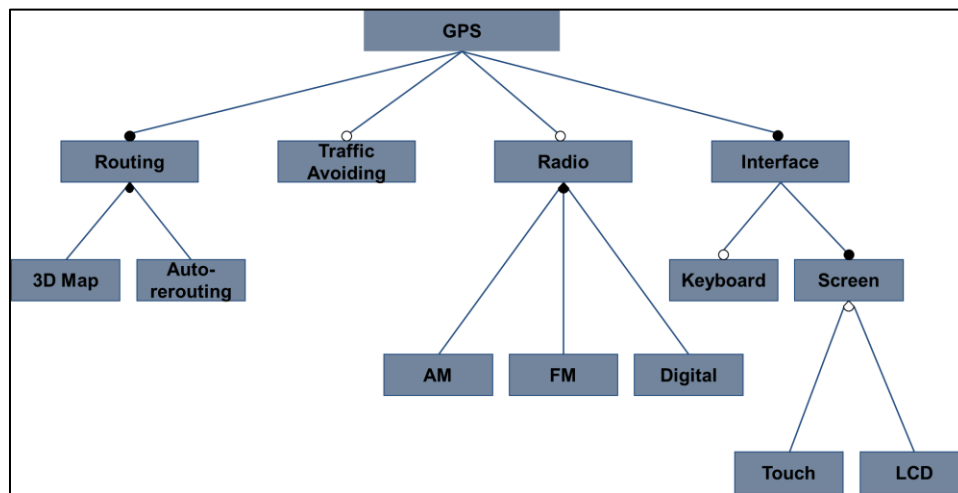 GPS
Routing
Traffic
Avoiding
Radio
Interface
3D Map
Auto-
rerouting
Keyboard
Screen
AM
FM
Digital
Touch
LCD